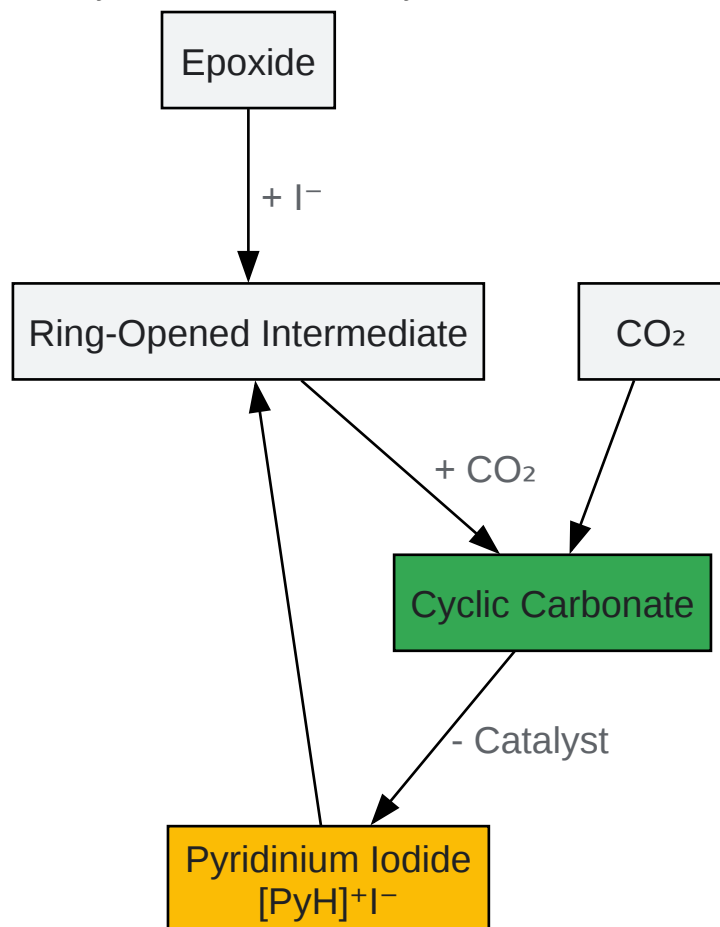 Epoxide
+ I⁻
Ring-Opened Intermediate
CO₂
+ CO₂
Cyclic Carbonate
- Catalyst
Pyridinium Iodide
[PyH]⁺I⁻